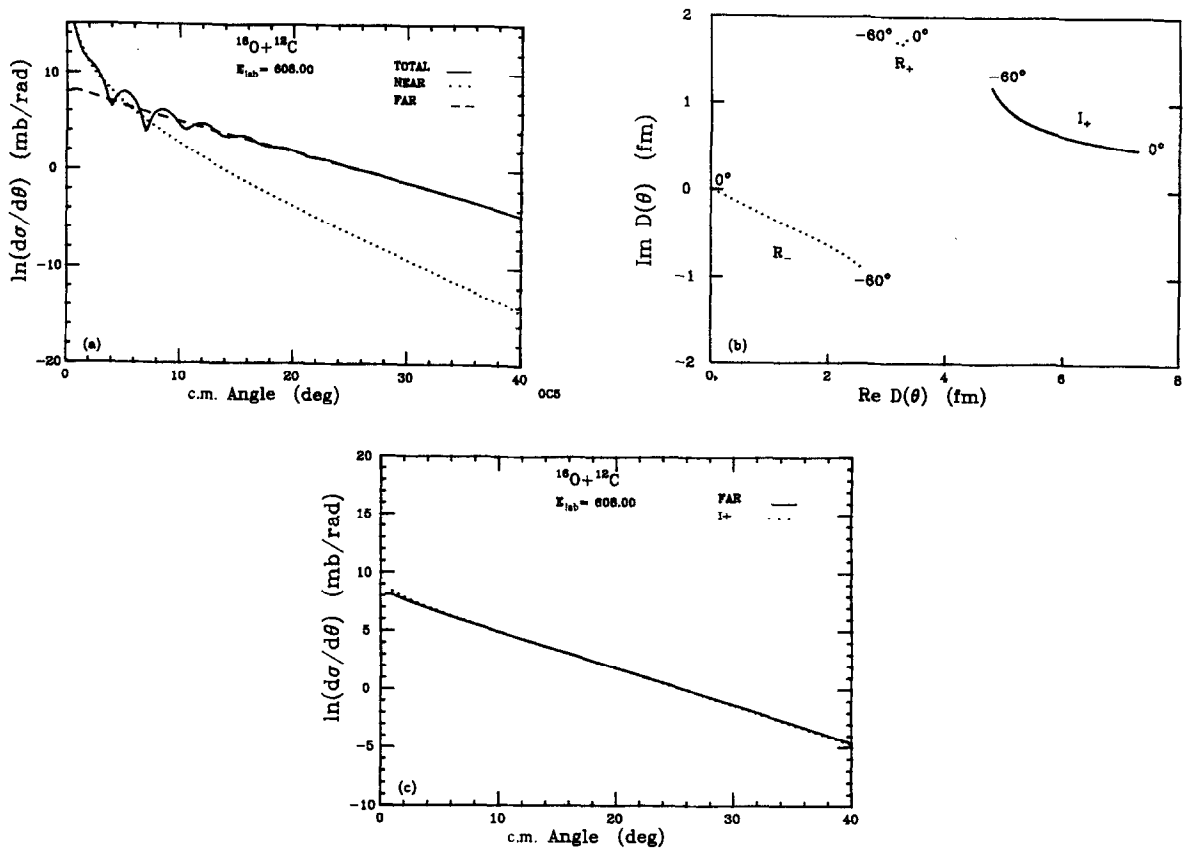 10
0
-10
-20
ln(dσ/dθ) (mb/rad)
¹⁶O+¹²C
E_lab= 608.00
TOTAL
NEAR
FAR
(a)
0 10 20 30 40
c.m. Angle (deg)
OC5
2
1
0
-1
-2
Im D(θ) (fm)
-60° 0°
R₊
-60°
I₊
0°
0°
R₋
-60°
(b)
0 2 4 6 8
Re D(θ) (fm)
20
15
10
5
0
-5
-10
ln(dσ/dθ) (mb/rad)
¹⁶O+¹²C
E_lab= 608.00
FAR
I+
(c)
0 10 20 30 40
c.m. Angle (deg)